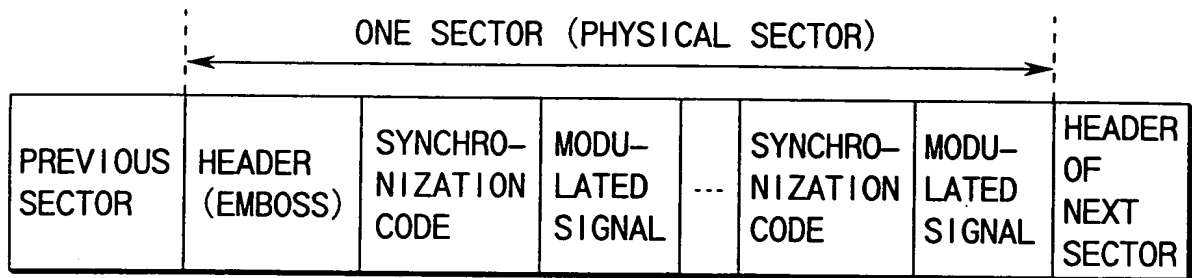 ONE SECTOR (PHYSICAL SECTOR)
PREVIOUS
SECTOR
HEADER
(EMBOSS)
SYNCHRO–
NIZATION
CODE
MODU–
LATED
SIGNAL
---
SYNCHRO–
NIZATION
CODE
MODU–
LATED
SIGNAL
HEADER
OF
NEXT
SECTOR